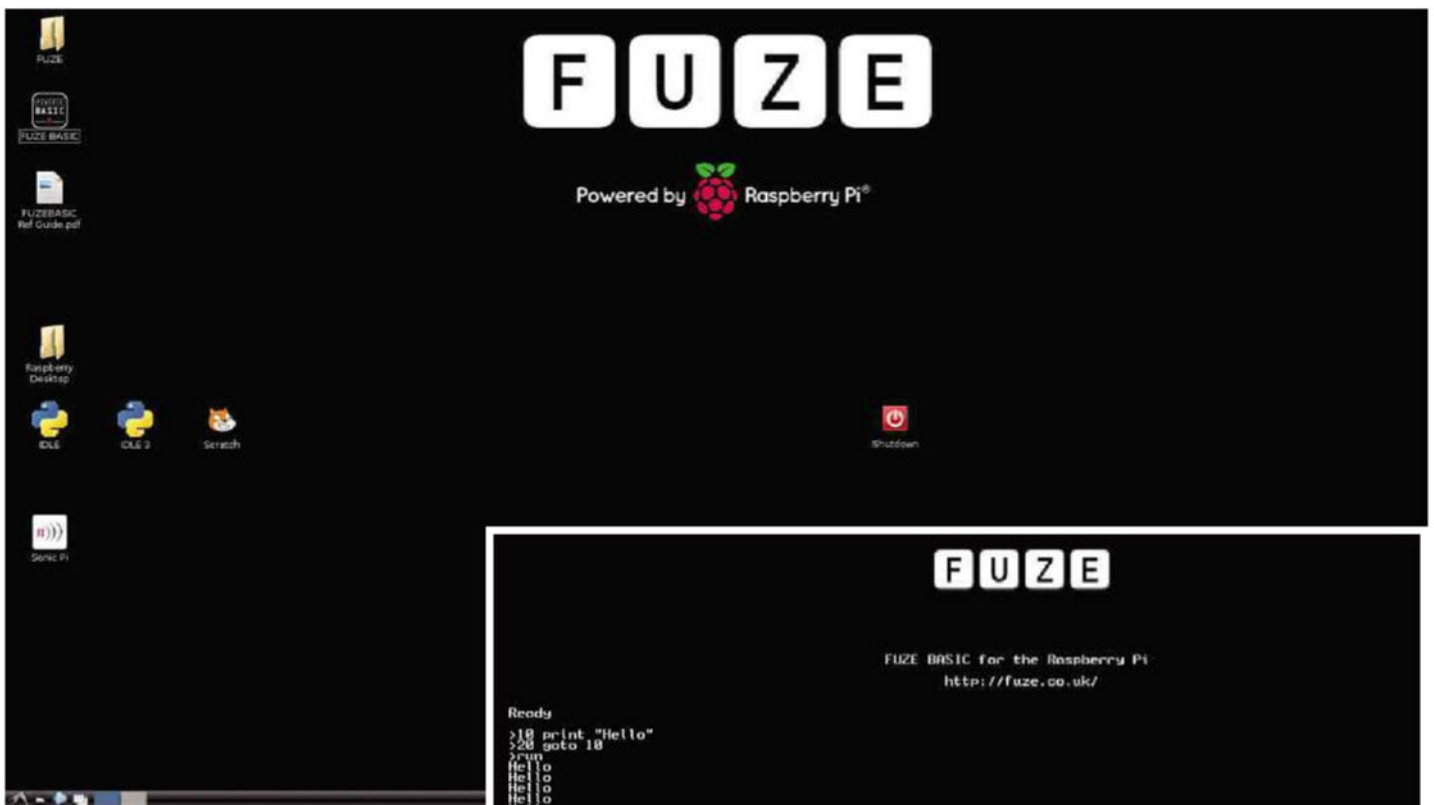 FUZE
Powered by Raspberry Pi®
FUZE
FUZE BASIC
FUZEBASIC
Ref Guide.pdf
Raspberry
Desktop
IDLE
IDLE 3
Scratch
Shutdown
Sonic Pi
FUZE
FUZE BASIC for the Raspberry Pi
http://fuze.co.uk/
Ready
>10 print "Hello"
>20 goto 10
>run
Hello
Hello
Hello
Hello